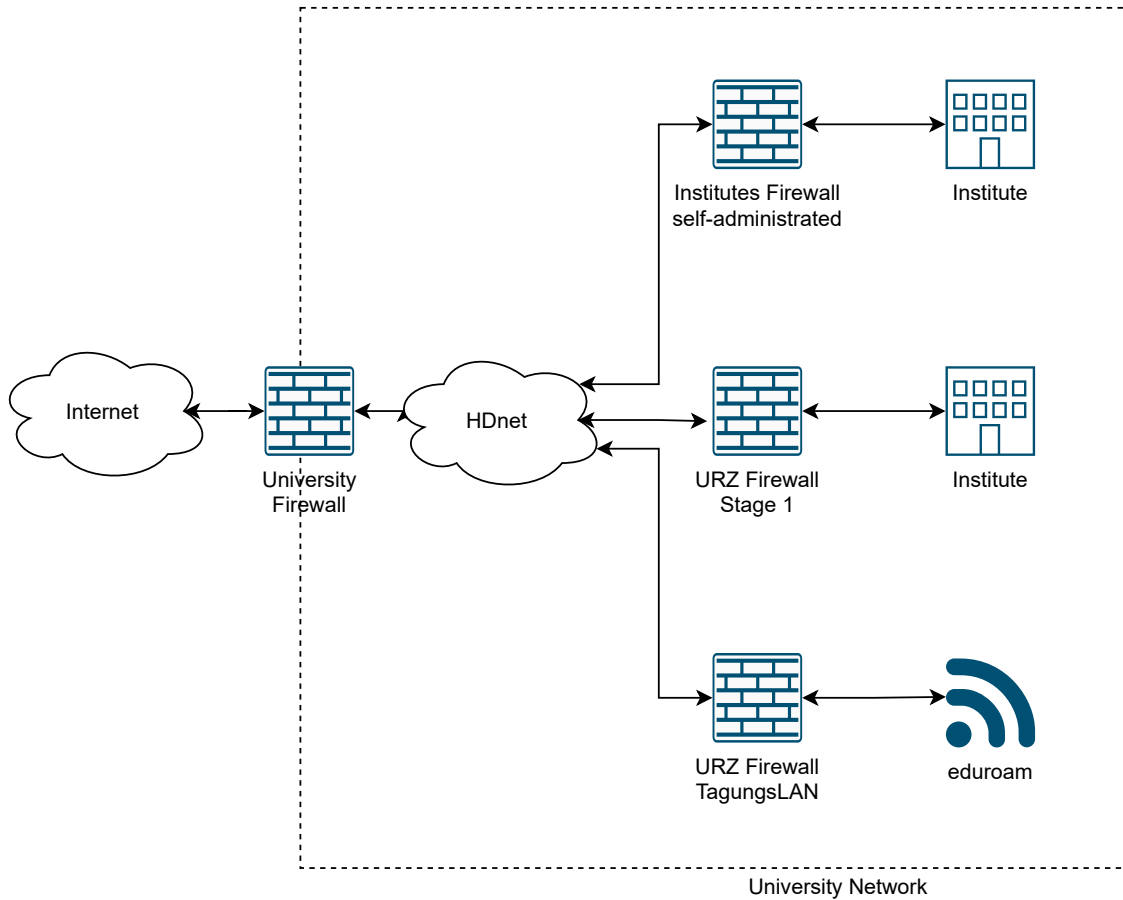 Institutes Firewall
self-administrated
Institute
Internet
University
Firewall
HDnet
URZ Firewall
Stage 1
Institute
URZ Firewall
TagungsLAN
eduroam
University Network